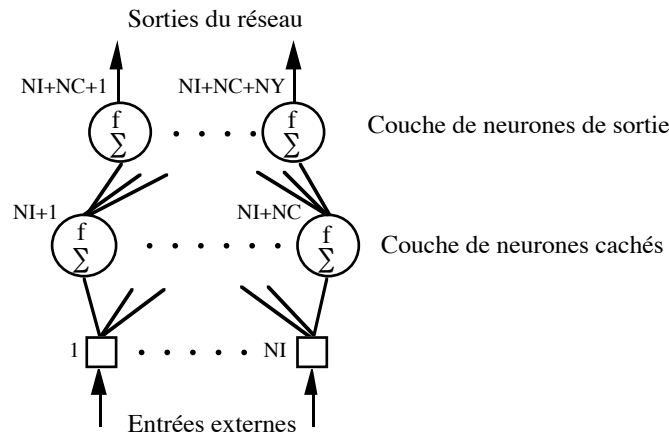 Sorties du réseau
NI+NC+1 NI+NC+NY
f f
Σ Σ
Couche de neurones de sortie
NI+1 NI+NC
f f
Σ Σ
Couche de neurones cachés
1 NI
Entrées externes